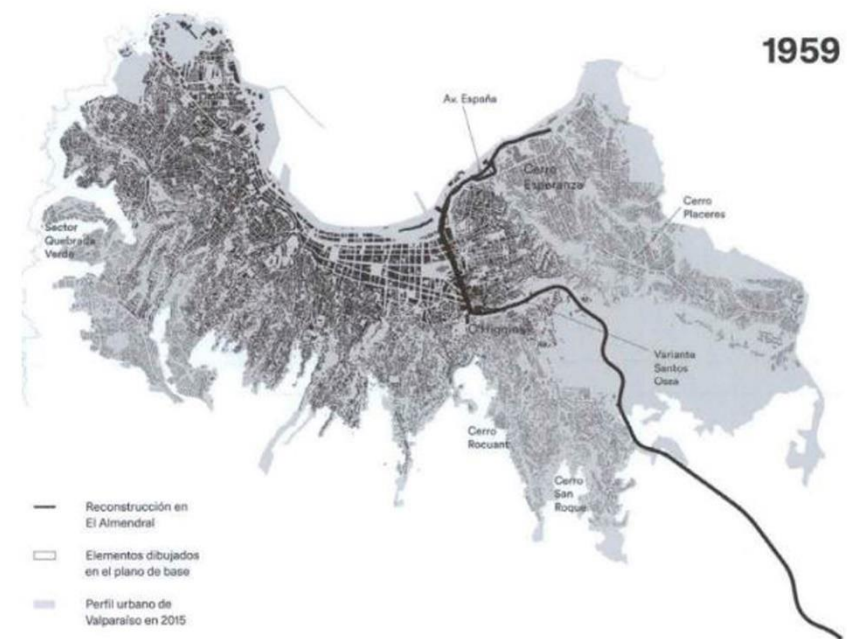 1959
Av. España
Cerro
Esperanza
Cerro
Placeres
Sector
Quebrada
Verde
O'Higgins
Variante
Santos
Ossa
Cerro
Rocuant
Cerro
San
Roque
Reconstrucción en
El Almendral
Elementos dibujados
en el plano de base
Perfil urbano de
Valparaíso en 2015